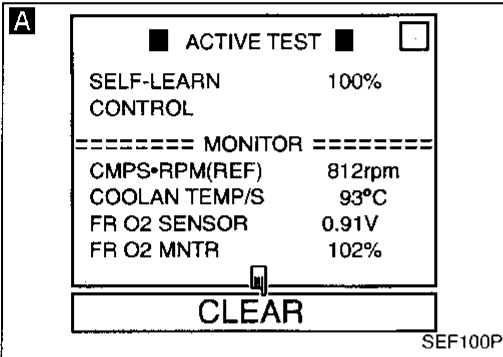 A
■ ACTIVE TEST ■
SELF-LEARN 100%
CONTROL
======= MONITOR =======
CMPS•RPM(REF) 812rpm
COOLAN TEMP/S 93°C
FR O2 SENSOR 0.91V
FR O2 MNTR 102%
CLEAR
SEF100P